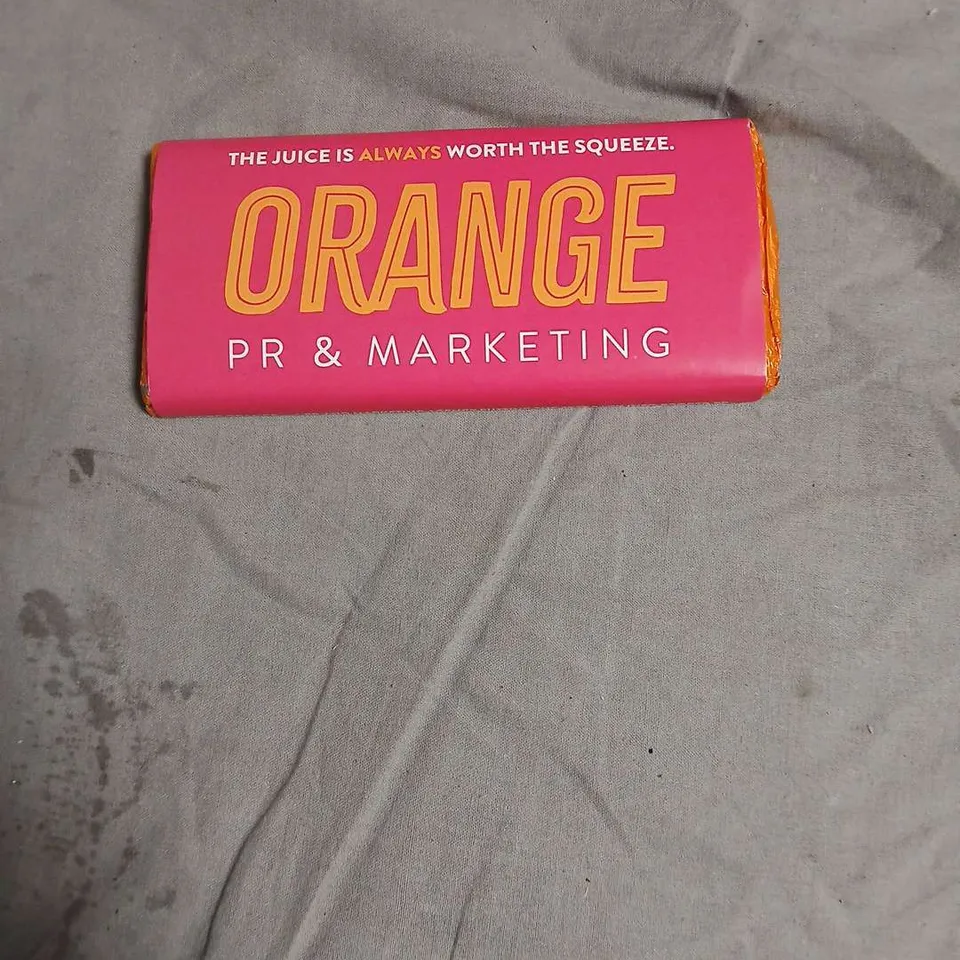 THE JUICE IS ALWAYS WORTH THE SQUEEZE.
ORANGE
PR & MARKETING